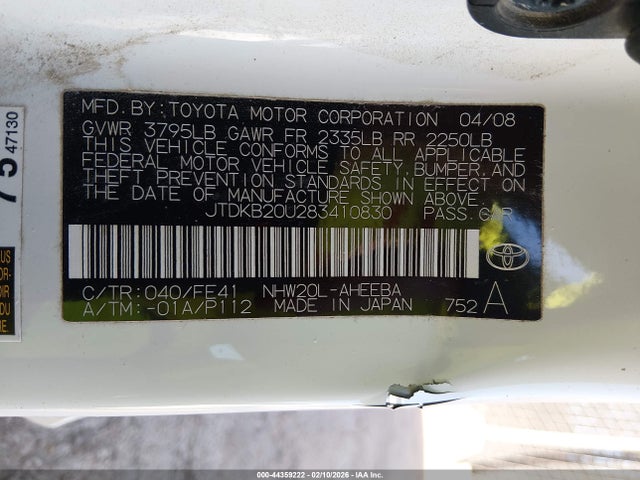 MFD. BY: TOYOTA MOTOR CORPORATION 04/08
GVWR 3795LB GAWR FR 2335LB RR 2250LB
THIS VEHICLE CONFORMS TO ALL APPLICABLE
FEDERAL MOTOR VEHICLE SAFETY, BUMPER, AND
THEFT PREVENTION STANDARDS IN EFFECT ON
THE DATE OF MANUFACTURE SHOWN ABOVE.
JTDKB20U283410830 PASS. CAR
C/TR: 040/FE41 NHW20L-AHEEBA
A/TM: -01A/P112 MADE IN JAPAN 752 A
47130
000-44359222 - 02/10/2026 - IAA Inc.